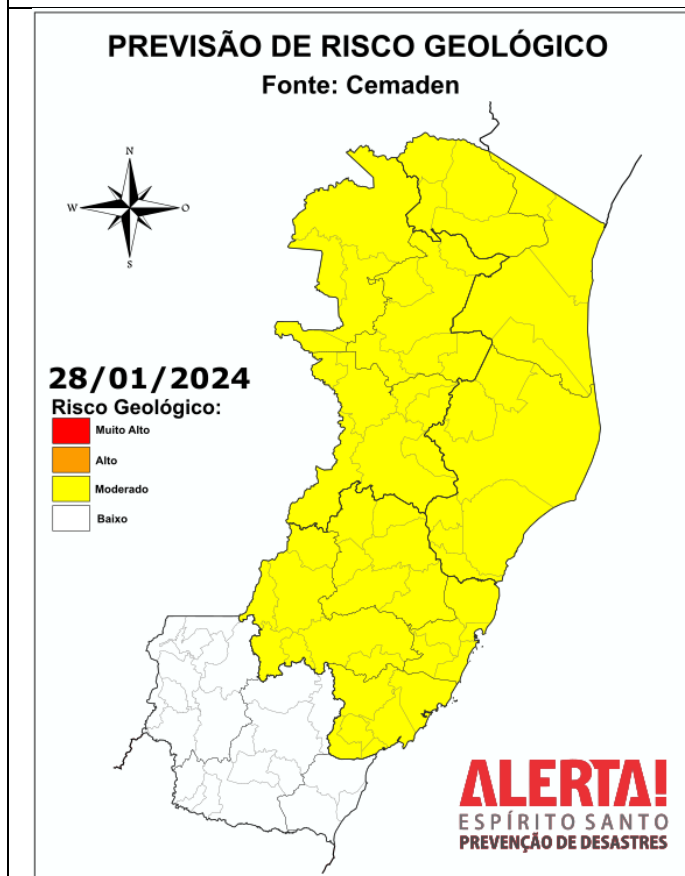 PREVISÃO DE RISCO GEOLÓGICO
Fonte: Cemaden
N
W
O
S
28/01/2024
Risco Geológico:
Muito Alto
Alto
Moderado
Baixo
ALERTA!
ESPÍRITO SANTO
PREVENÇÃO DE DESASTRES